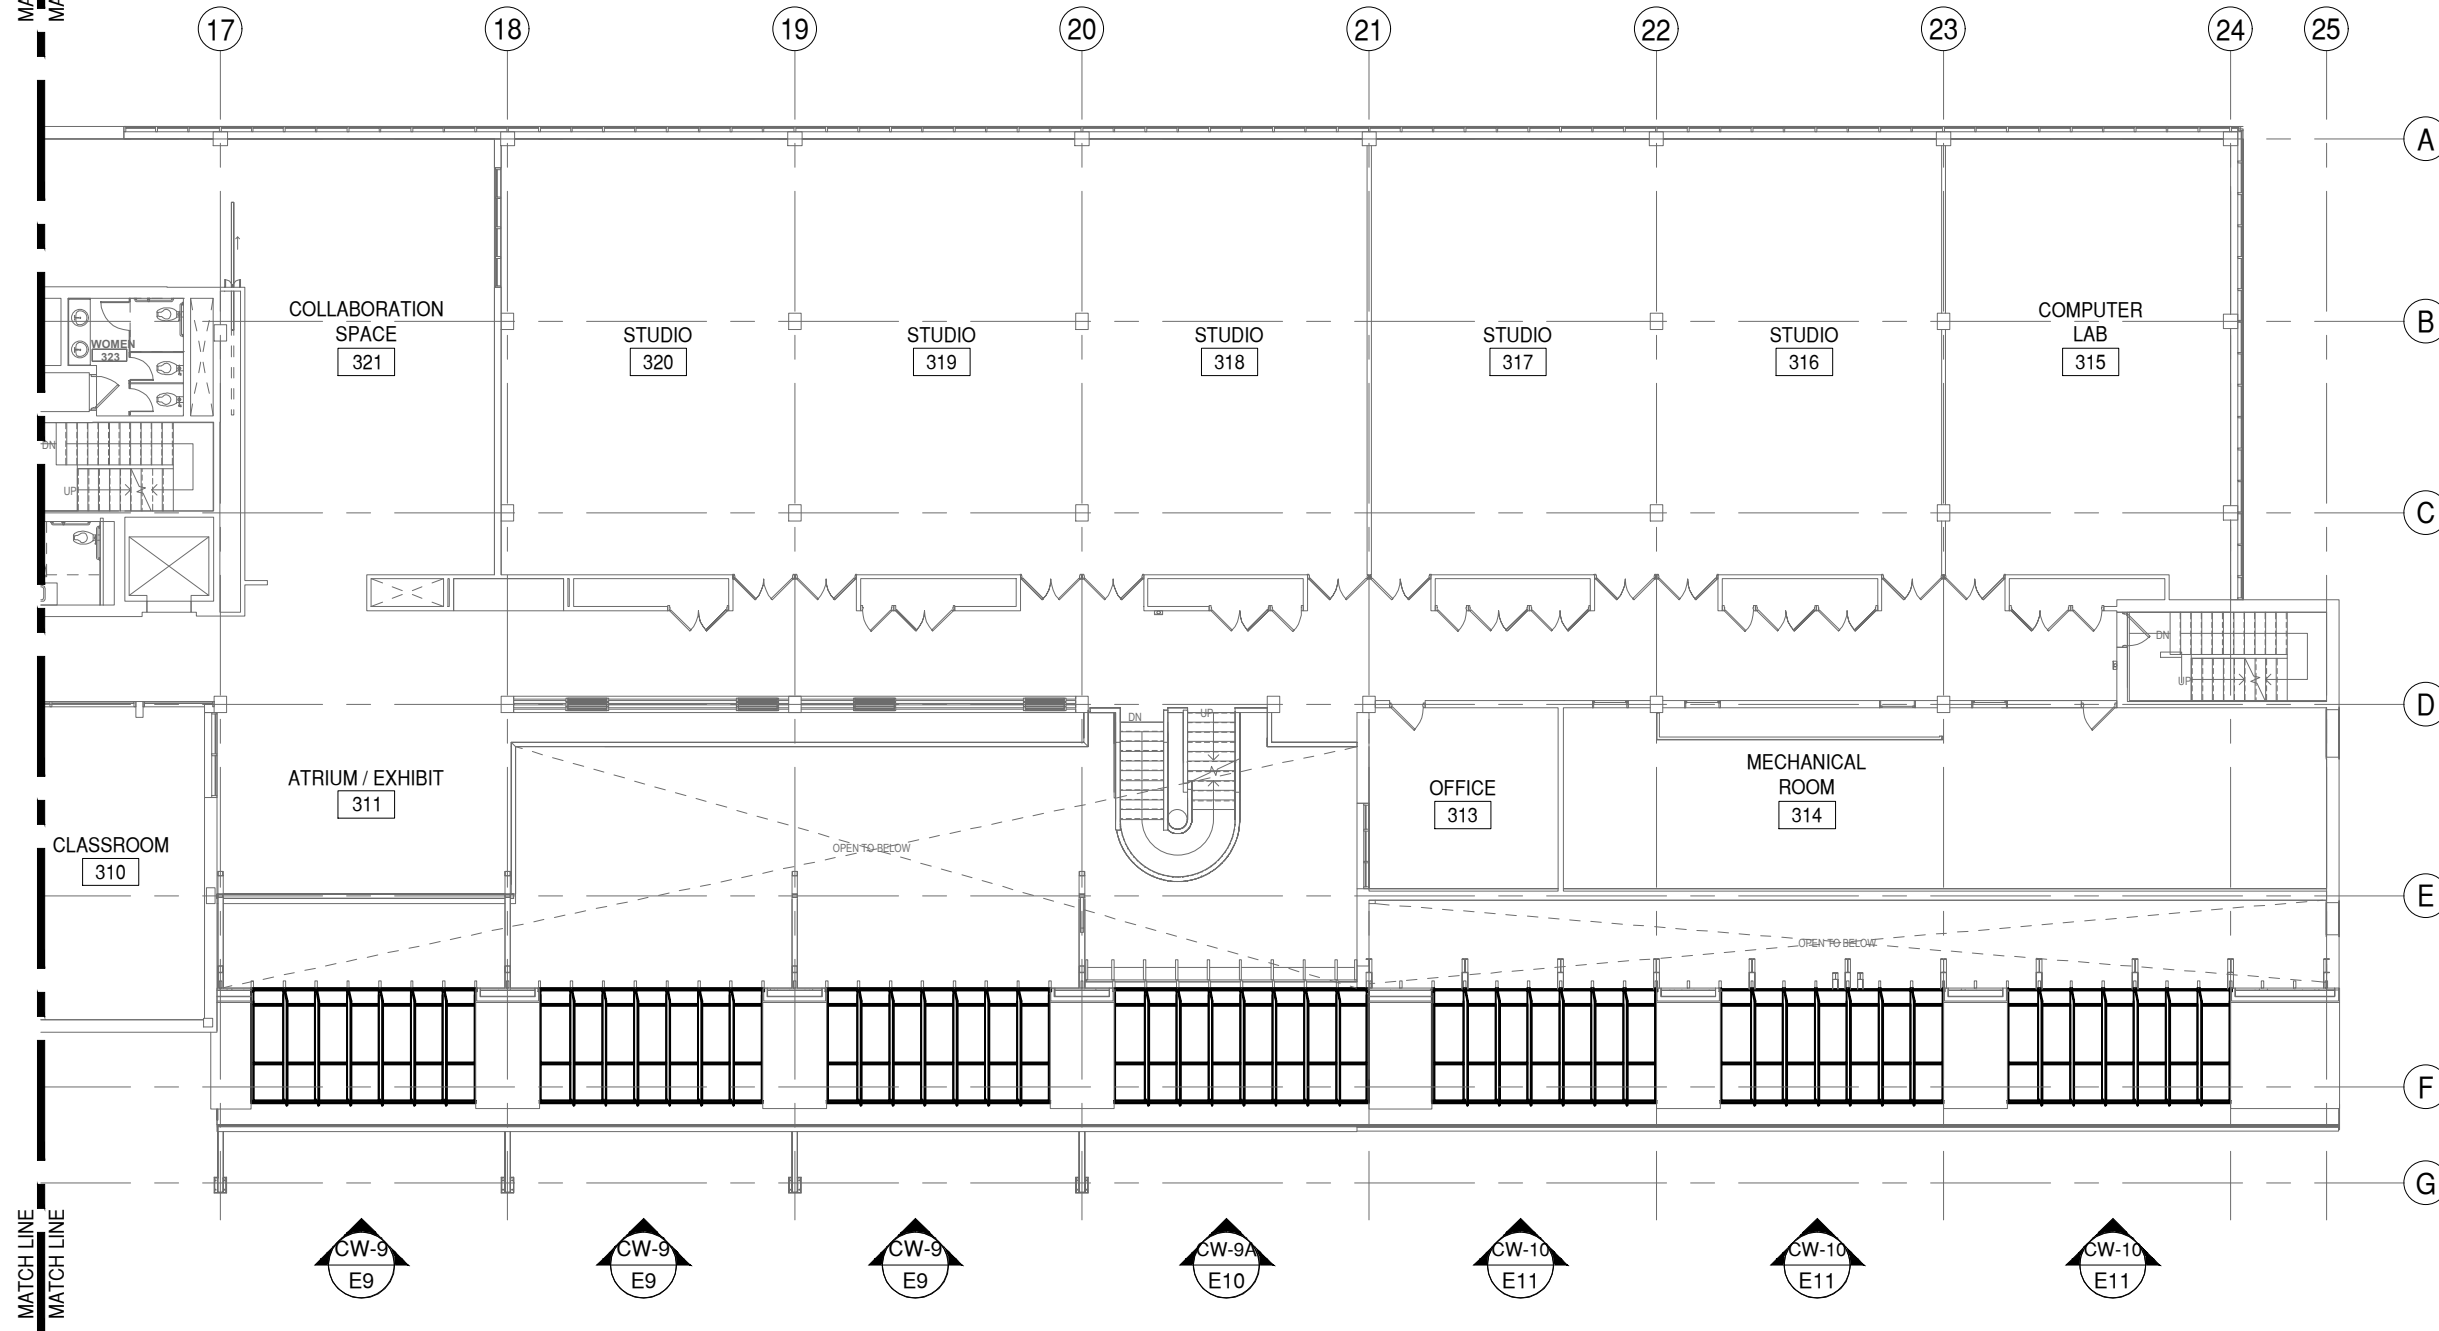 17
18
19
20
21
22
23
24
25
A
B
C
D
E
F
G
COLLABORATION
SPACE
321
STUDIO
320
STUDIO
319
STUDIO
318
STUDIO
317
STUDIO
316
COMPUTER
LAB
315
WOMEN
323
DN
UP
DN
UP
DN
UP
ATRIUM / EXHIBIT
311
CLASSROOM
310
OFFICE
313
MECHANICAL
ROOM
314
OPEN TO BELOW
OPEN TO BELOW
MATCH LINE
MATCH LINE
CW-9
E9
CW-9
E9
CW-9
E9
CW-9A
E10
CW-10
E11
CW-10
E11
CW-10
E11